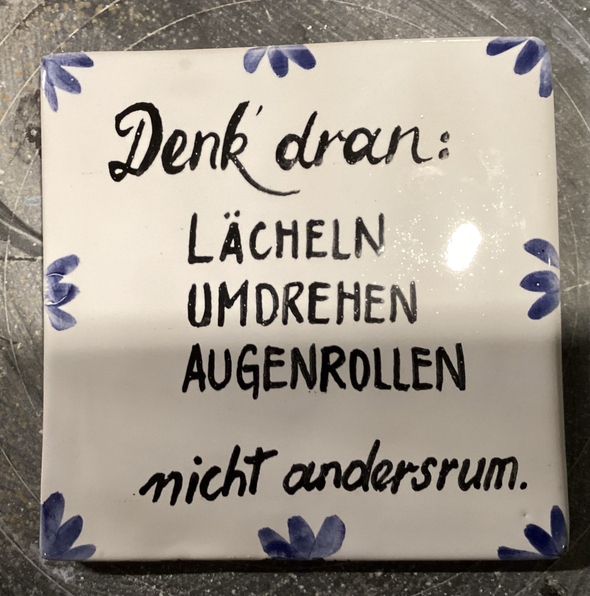 Denk' dran:
LÄCHELN
UMDREHEN
AUGENROLLEN
nicht andersrum.